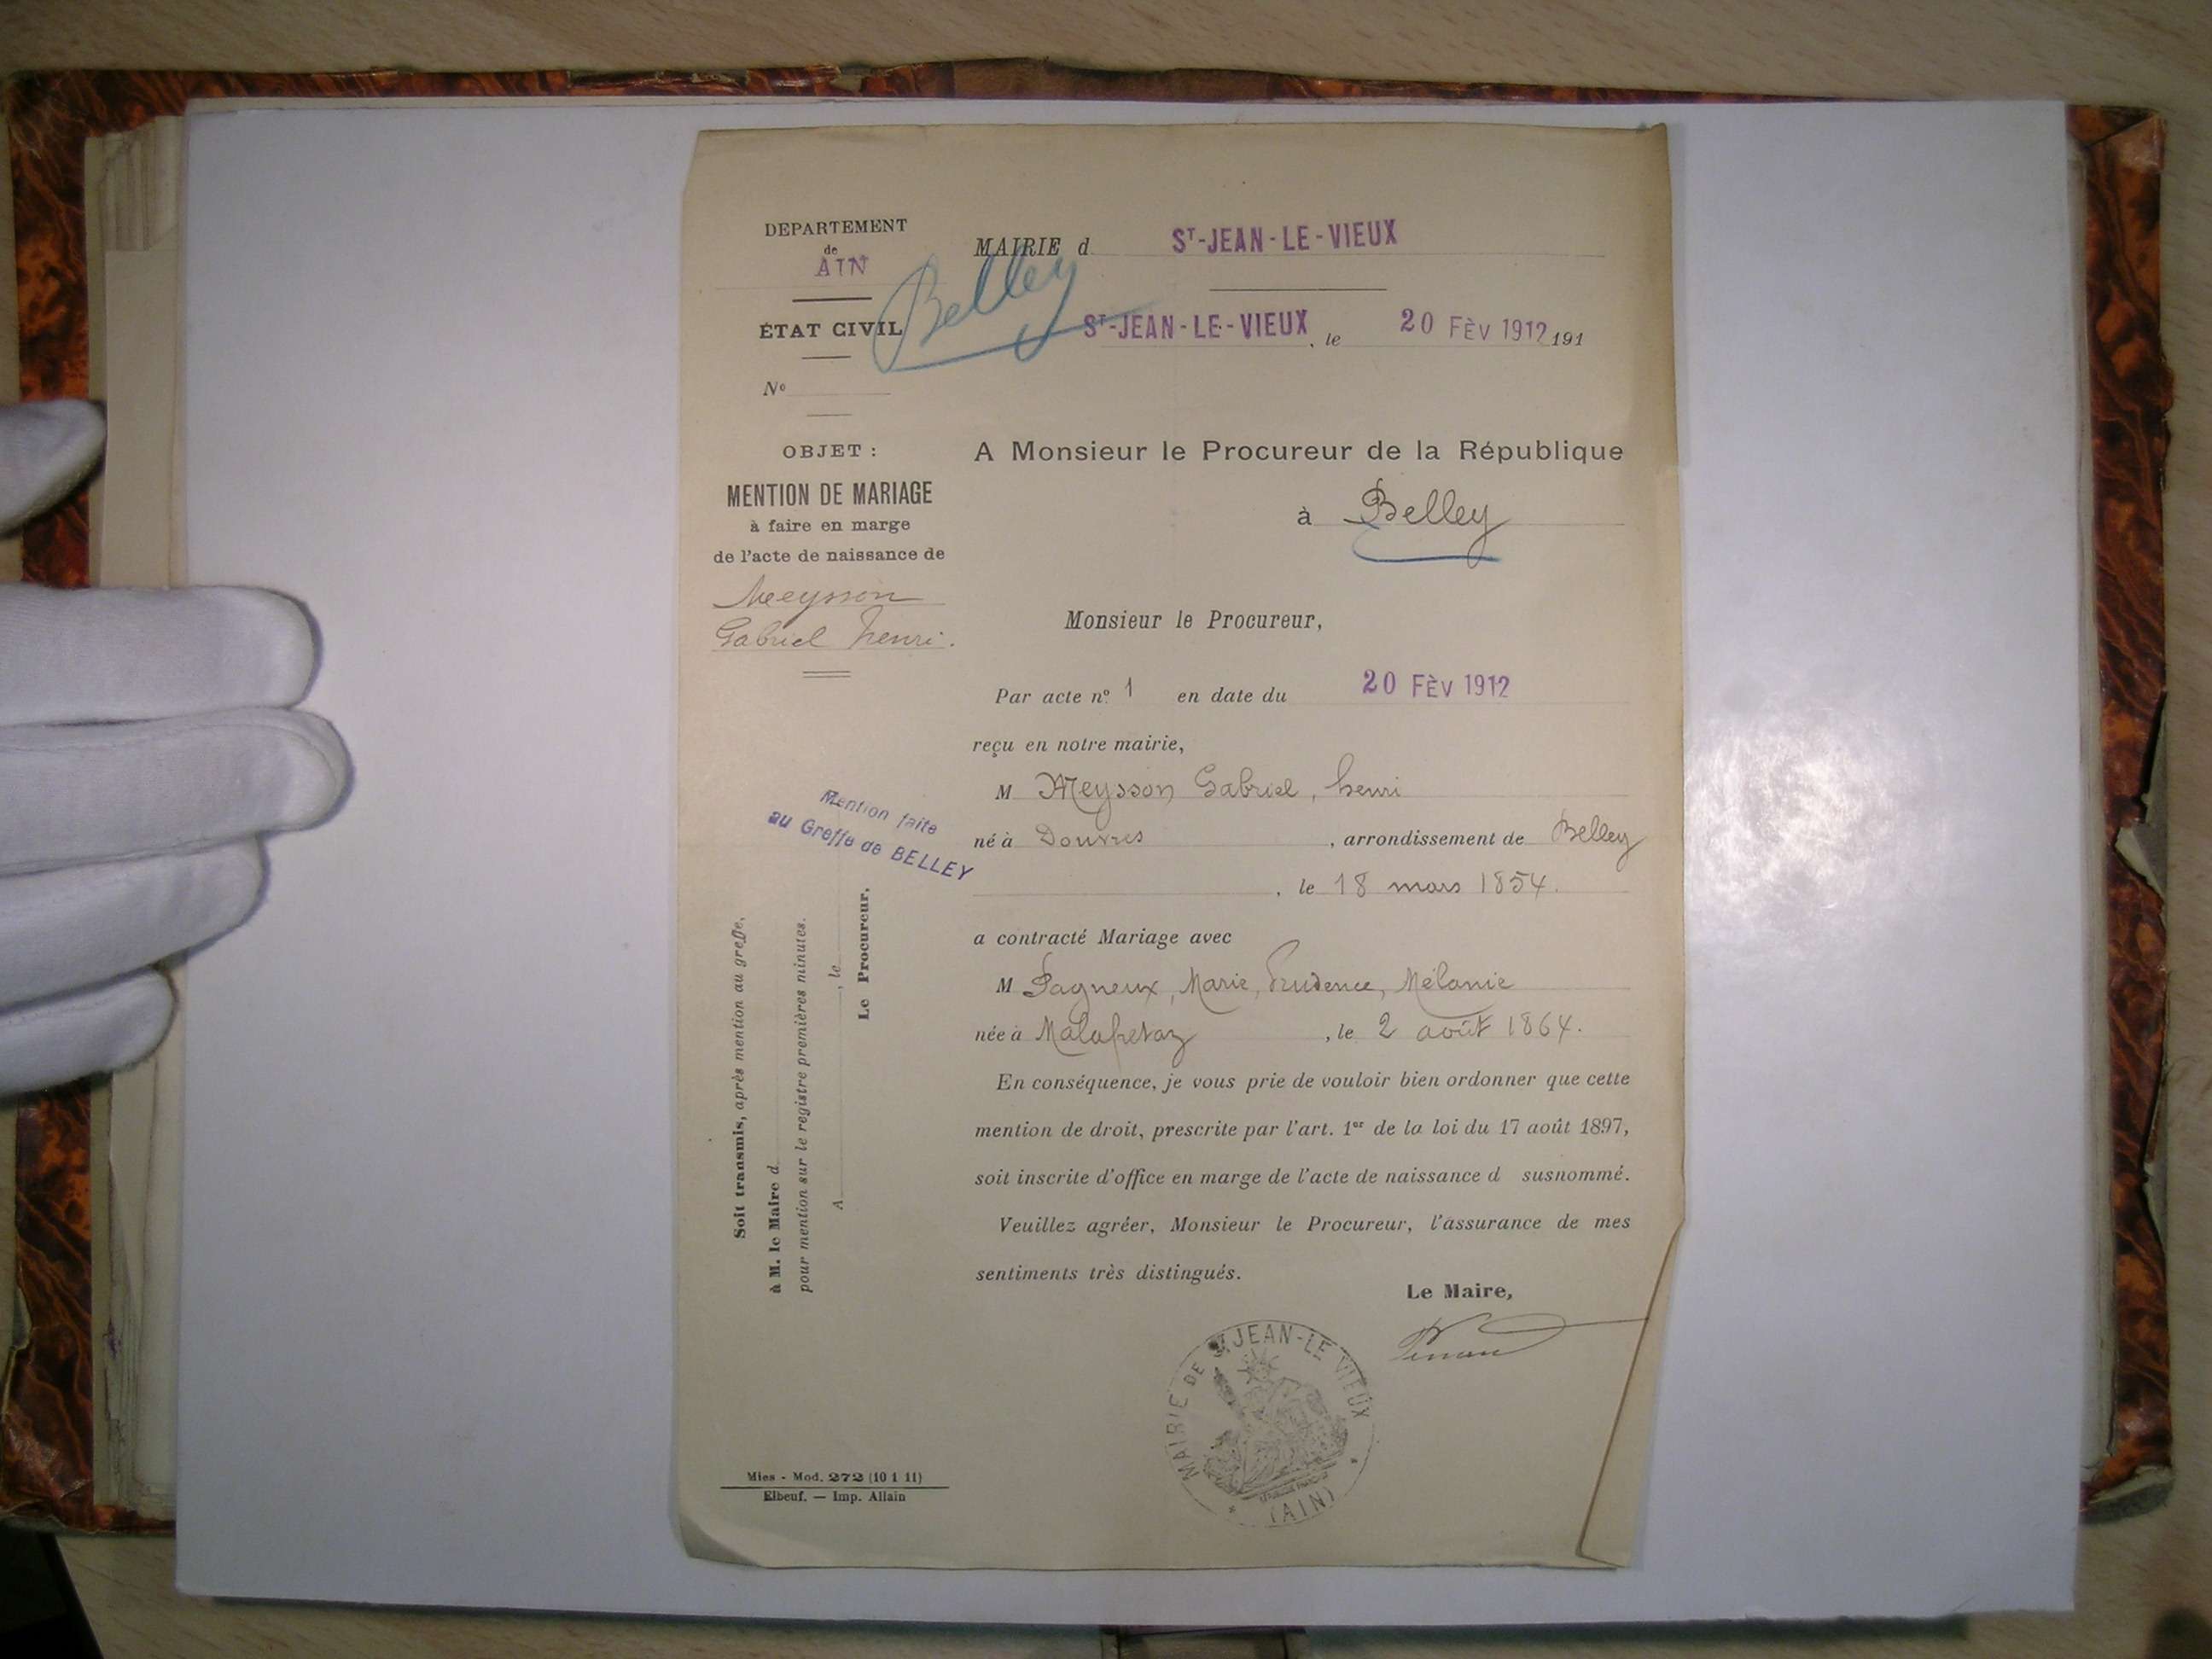 DEPARTEMENT
de
AIN
ÉTAT CIVIL
Nº
Belley
MAIRIE d ST-JEAN-LE-VIEUX
ST-JEAN-LE-VIEUX, le 20 FÈV 1912 191
OBJET :
MENTION DE MARIAGE
à faire en marge
de l'acte de naissance de
Meysson
Gabriel henri.
A Monsieur le Procureur de la République
à Belley
Monsieur le Procureur,
Par acte nº 1 en date du 20 FÈV 1912
reçu en notre mairie,
M Meysson Gabriel, henri
né à Douvres, arrondissement de Belley
, le 18 mars 1854.
a contracté Mariage avec
M Pagneux, Marie, Prudence, Mélanie
née à Malafretaz, le 2 août 1864.
En conséquence, je vous prie de vouloir bien ordonner que cette
mention de droit, prescrite par l'art. 1er de la loi du 17 août 1897,
soit inscrite d'office en marge de l'acte de naissance d susnommé.
Veuillez agréer, Monsieur le Procureur, l'assurance de mes
sentiments très distingués.
Le Maire,
MAIRIE DE ST JEAN-LE VIEUX
(AIN)
Mention faite
au Greffe de BELLEY
Soit transmis, après mention au greffe,
à M. le Maire d
pour mention sur le registre premières minutes.
A , le
Le Procureur,
Mies - Mod. 272 (10 1 11)
Elbeuf. — Imp. Allain